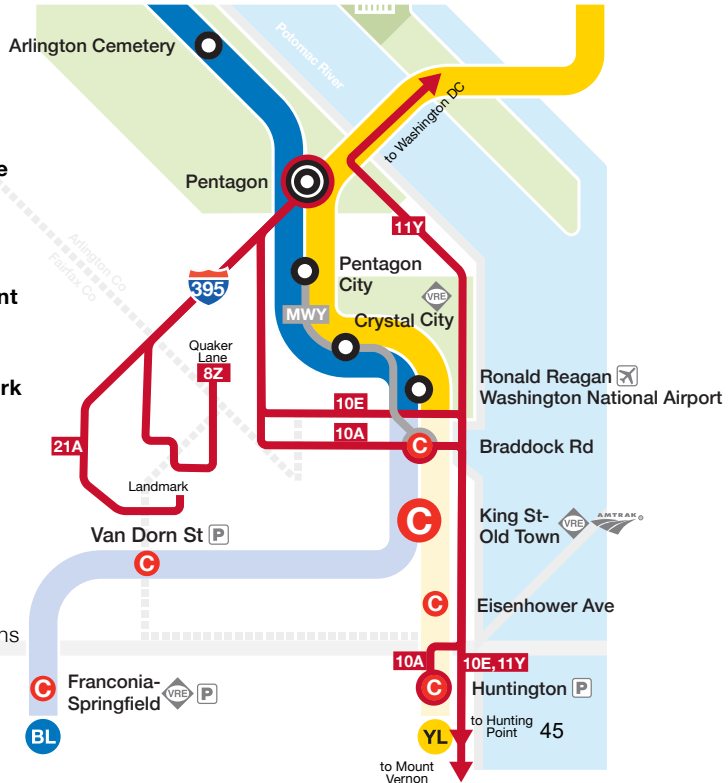 Arlington Cemetery
Potomac River
to Washington DC
e
Pentagon
Arlington Co
Fairfax Co
11Y
395
nt
Pentagon
City
VRE
MWY
Crystal City
Quaker
Lane
8Z
rk
Ronald Reagan
Washington National Airport
10E
10A
21A
C
Braddock Rd
Landmark
C
King St-
Old Town
VRE
AMTRAK
Van Dorn St P
C
C
Eisenhower Ave
ns
10A
10E,11Y
C
Franconia-
Springfield
VRE
P
C
Huntington P
BL
YL
to Hunting
Point
45
to Mount
Vernon